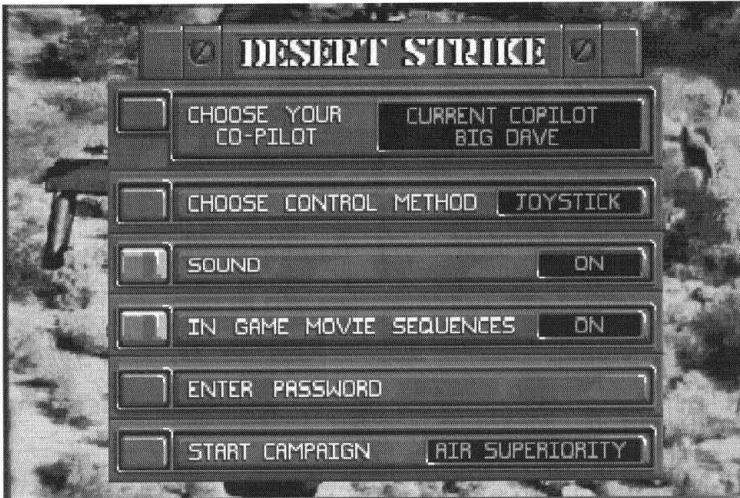 DESERT STRIKE
CHOOSE YOUR
CO-PILOT
CURRENT COPILOT
BIG DAVE
CHOOSE CONTROL METHOD JOYSTICK
SOUND ON
IN GAME MOVIE SEQUENCES ON
ENTER PASSWORD
START CAMPAIGN AIR SUPERIORITY